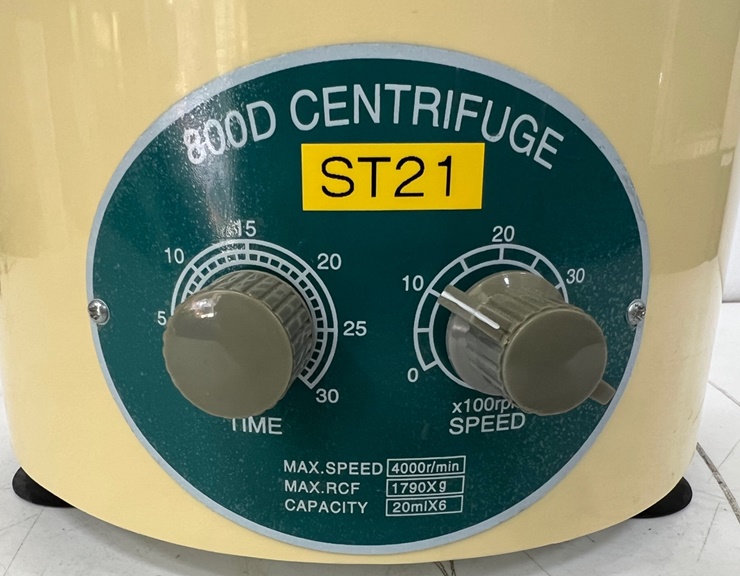 800D CENTRIFUGE
ST21
5 10 15 20 25 30
TIME
0 10 20 30
SPEED
MAX.SPEED 4000r/min
MAX.RCF 1790Xg
CAPACITY 20mlX6